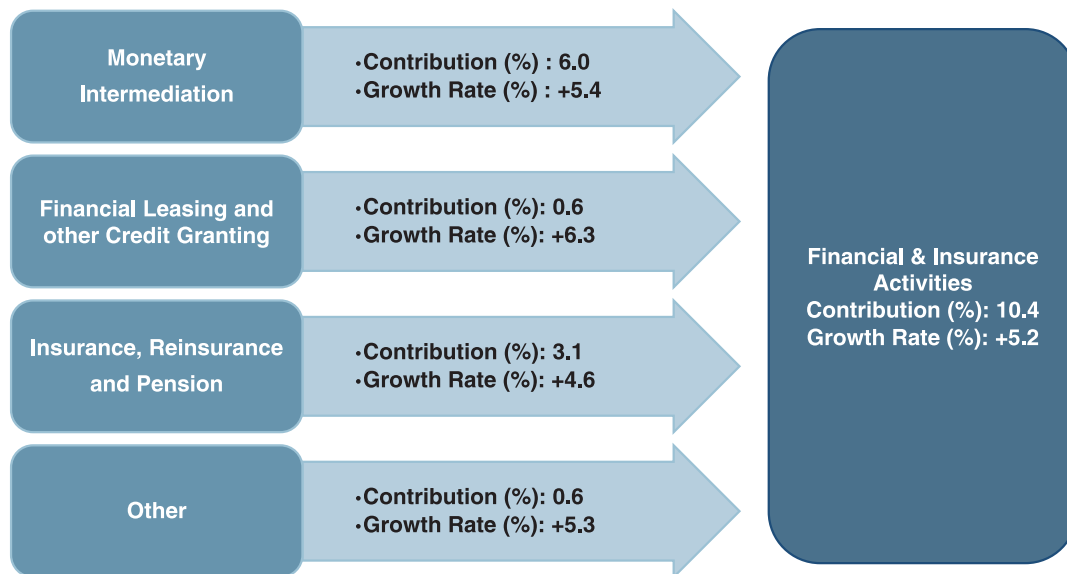 Monetary
Intermediation
·Contribution (%) : 6.0
·Growth Rate (%) : +5.4
Financial Leasing and
other Credit Granting
·Contribution (%): 0.6
·Growth Rate (%): +6.3
Insurance, Reinsurance
and Pension
·Contribution (%): 3.1
·Growth Rate (%): +4.6
Other
·Contribution (%): 0.6
·Growth Rate (%): +5.3
Financial & Insurance
Activities
Contribution (%): 10.4
Growth Rate (%): +5.2